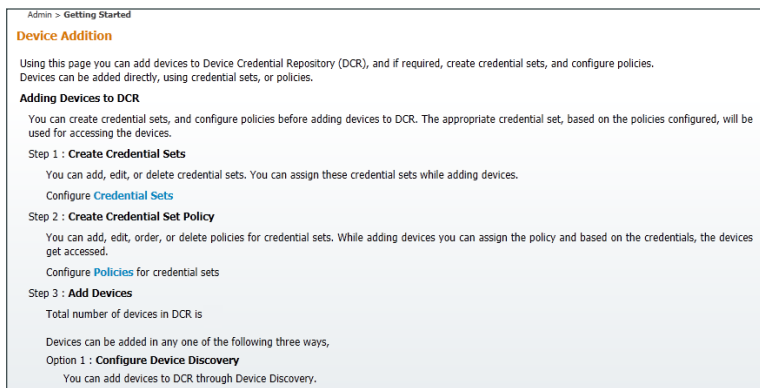 Admin > Getting Started
Device Addition
Using this page you can add devices to Device Credential Repository (DCR), and if required, create credential sets, and configure policies.
Devices can be added directly, using credential sets, or policies.
Adding Devices to DCR
You can create credential sets, and configure policies before adding devices to DCR. The appropriate credential set, based on the policies configured, will be
used for accessing the devices.
Step 1 : Create Credential Sets
You can add, edit, or delete credential sets. You can assign these credential sets while adding devices.
Configure Credential Sets
Step 2 : Create Credential Set Policy
You can add, edit, order, or delete policies for credential sets. While adding devices you can assign the policy and based on the credentials, the devices
get accessed.
Configure Policies for credential sets
Step 3 : Add Devices
Total number of devices in DCR is
Devices can be added in any one of the following three ways,
Option 1 : Configure Device Discovery
You can add devices to DCR through Device Discovery.